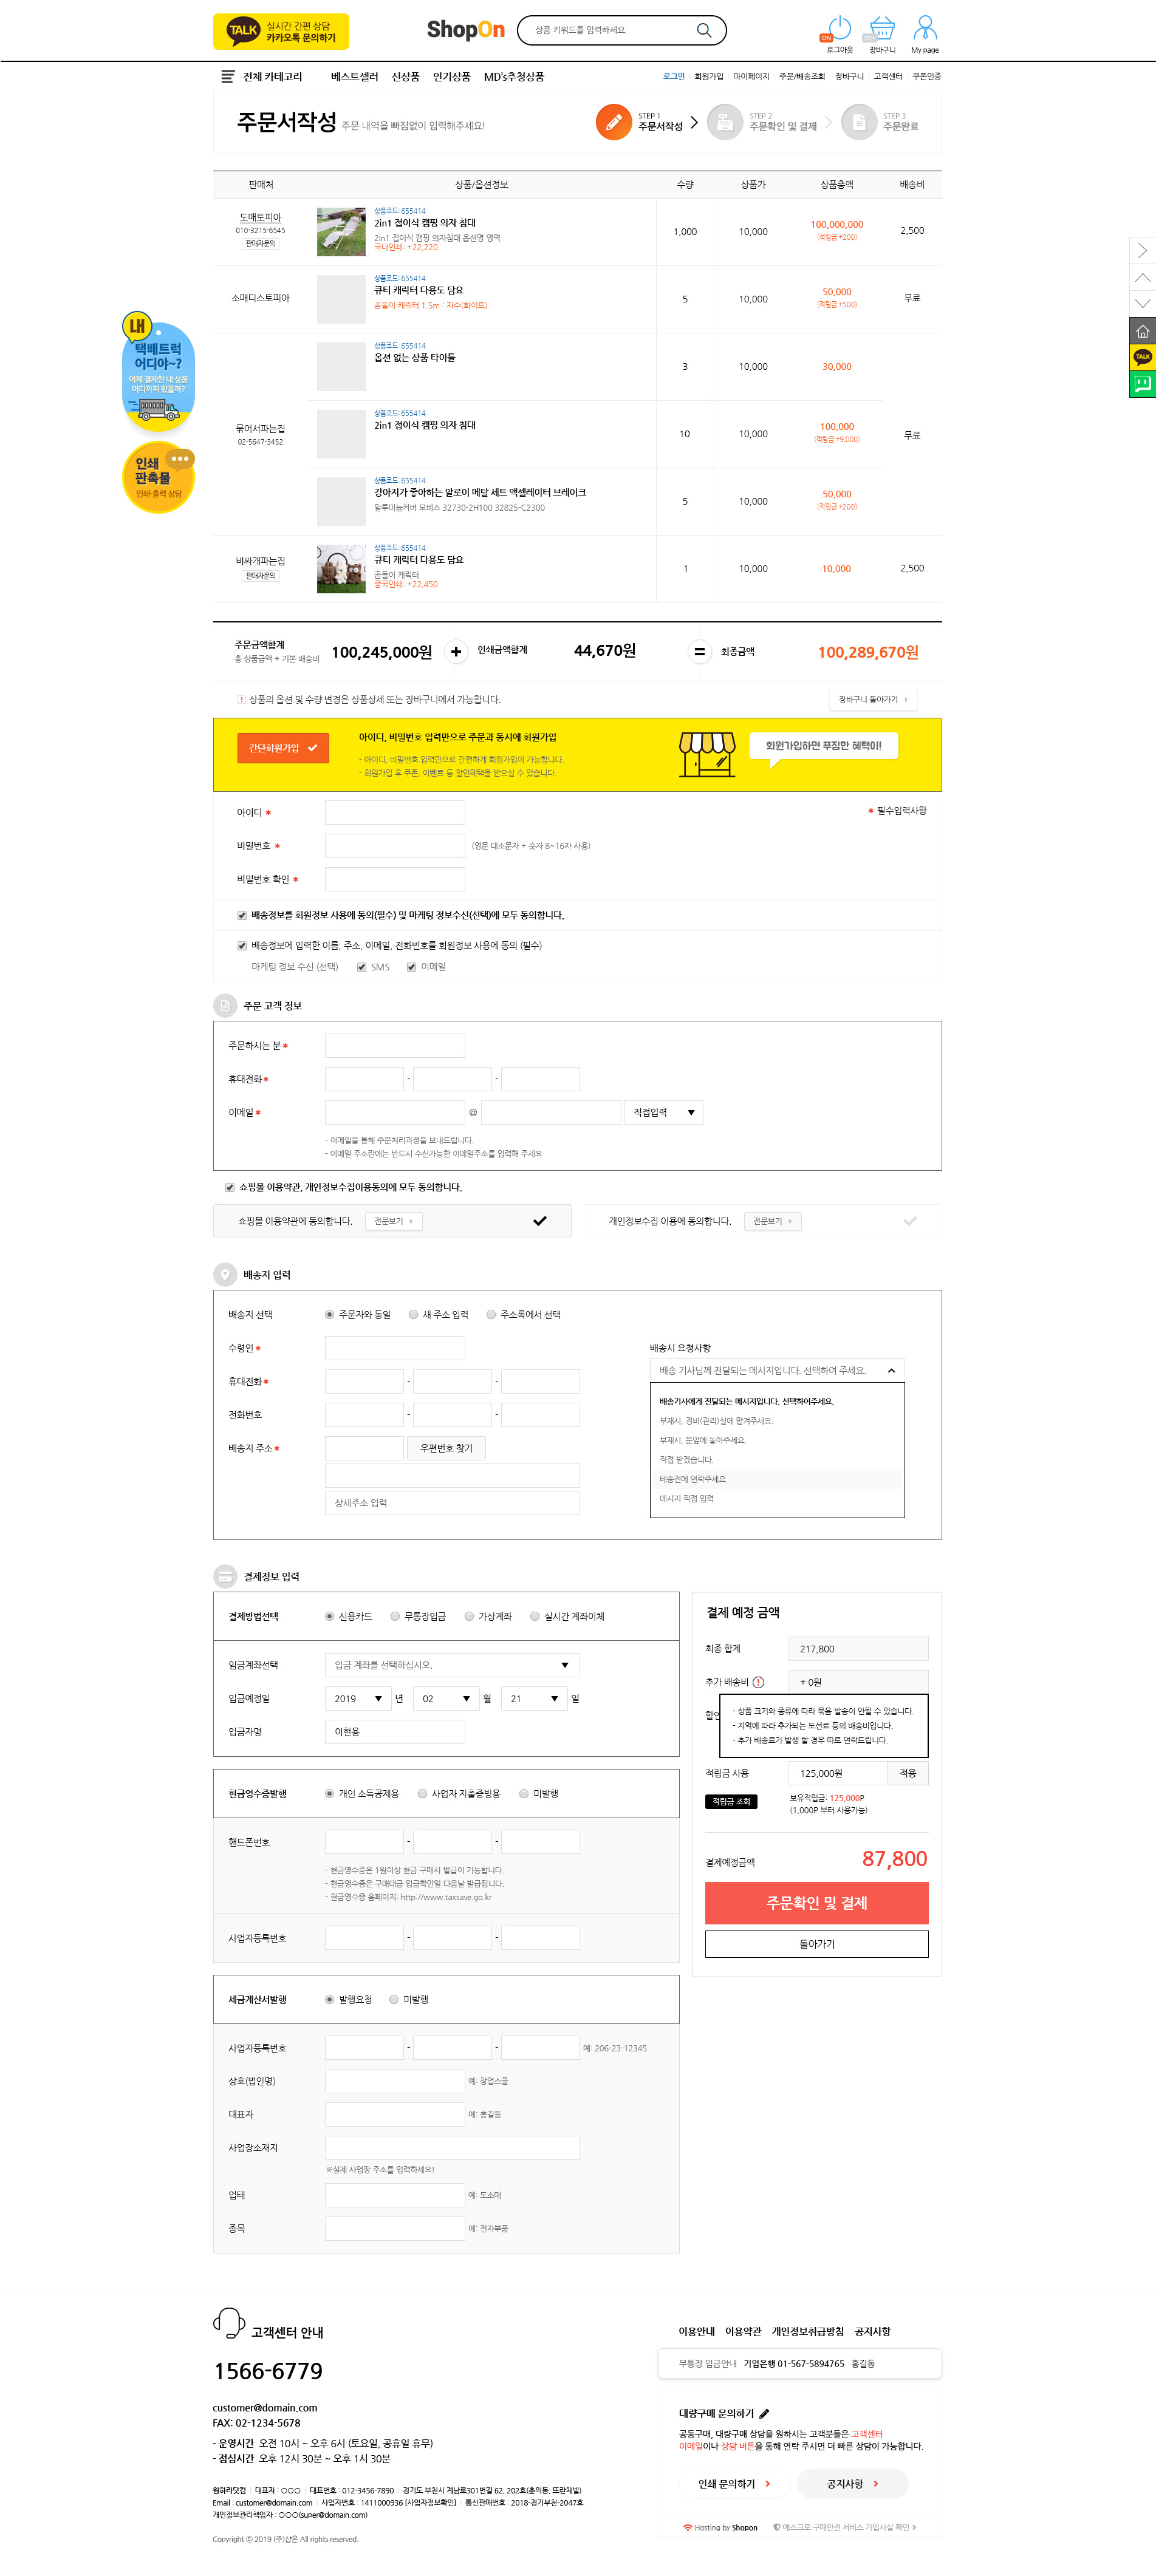 TALK 실시간 간편 상담
카카오톡 문의하기
ShopOn
상품 키워드를 입력하세요.
ON
로그아웃 장바구니 My page
전체 카테고리 베스트셀러 신상품 인기상품 MD's추청상품
로그인 회원가입 마이페이지 주문/배송조회 장바구니 고객센터 쿠폰인증
주문서작성 주문 내역을 빠짐없이 입력해주세요!
STEP 1
주문서작성
STEP 2
주문확인 및 결제
STEP 3
주문완료
판매처 상품/옵션정보 수량 상품가 상품총액 배송비
도매토피아
010-3215-6545
판매자문의
상품코드: 655414
2in1 접이식 캠핑 의자 침대
2in1 접이식 캠핑 의자침대 옵션명 영역
국내인쇄: +22,220
1,000 10,000
100,000,000
(적립금 +200)
2,500
소매디스토피아
상품코드: 655414
큐티 캐릭터 다용도 담요
곰돌이 캐릭터 1.5m : 자수(화이트)
5 10,000
50,000
(적립금 +500)
무료
상품코드: 655414
옵션 없는 상품 타이틀
3 10,000 30,000
묶어서파는집
02-5647-3452
상품코드: 655414
2in1 접이식 캠핑 의자 침대
10 10,000
100,000
(적립금 +9,000)
무료
상품코드: 655414
강아지가 좋아하는 알로이 메탈 세트 액셀레이터 브레이크
알루미늄커버 모비스 32730-2H100 32825-C2300
5 10,000
50,000
(적립금 +200)
비싸개파는집
판매자문의
상품코드: 655414
큐티 캐릭터 다용도 담요
곰돌이 캐릭터
중국인쇄: +22,450
1 10,000 10,000 2,500
내
택배트럭
어디야~?
어제 결제한 내 상품
어디까지 왔을까?
인쇄
판촉물
인쇄·출력 상담
TALK
주문금액합계
총 상품금액 + 기본 배송비
100,245,000원
인쇄금액합계 44,670원
최종금액 100,289,670원
상품의 옵션 및 수량 변경은 상품상세 또는 장바구니에서 가능합니다.
장바구니 돌아가기
간단회원가입
아이디, 비밀번호 입력만으로 주문과 동시에 회원가입
- 아이디, 비밀번호 입력만으로 간편하게 회원가입이 가능합니다.
- 회원가입 후 쿠폰, 이벤트 등 할인혜택을 받으실 수 있습니다.
회원가입하면 푸짐한 혜택이!
아이디 *
* 필수입력사항
비밀번호 * (영문 대소문자 + 숫자 8~16자 사용)
비밀번호 확인 *
배송정보를 회원정보 사용에 동의(필수) 및 마케팅 정보수신(선택)에 모두 동의합니다.
배송정보에 입력한 이름, 주소, 이메일, 전화번호를 회원정보 사용에 동의 (필수)
마케팅 정보 수신 (선택) SMS 이메일
주문 고객 정보
주문하시는 분 *
휴대전화 * - -
이메일 * @ 직접입력
- 이메일을 통해 주문처리과정을 보내드립니다.
- 이메일 주소란에는 반드시 수신가능한 이메일주소를 입력해 주세요
쇼핑몰 이용약관, 개인정보수집이용동의에 모두 동의합니다.
쇼핑몰 이용약관에 동의합니다. 전문보기
개인정보수집 이용에 동의합니다. 전문보기
배송지 입력
배송지 선택 주문자와 동일 새 주소 입력 주소록에서 선택
수령인 *
휴대전화 * - -
전화번호 - -
배송지 주소 * 우편번호 찾기
상세주소 입력
배송시 요청사항
배송 기사님께 전달되는 메시지입니다. 선택하여 주세요.
배송기사에게 전달되는 메시지입니다. 선택하여주세요.
부재시, 경비(관리)실에 맡겨주세요.
부재시, 문앞에 놓아주세요.
직접 받겠습니다.
배송전에 연락주세요.
메시지 직접 입력
결제정보 입력
결제방법선택 신용카드 무통장입금 가상계좌 실시간 계좌이체
입금계좌선택 입금 계좌를 선택하십시오.
입금예정일 2019 년 02 월 21 일
입금자명 이현용
현금영수증발행 개인 소득공제용 사업자 지출증빙용 미발행
핸드폰번호 - -
- 현금영수증은 1원이상 현금 구매시 발급이 가능합니다.
- 현금영수증은 구매대금 입금확인일 다음날 발급됩니다.
- 현금영수증 홈페이지: http://www.taxsave.go.kr
사업자등록번호 - -
세금계산서발행 발행요청 미발행
사업자등록번호 - - 예: 206-23-12345
상호(법인명) 예: 창업스쿨
대표자 예: 홍길동
사업장소재지
※실제 사업장 주소를 입력하세요!
업태 예: 도소매
종목 예: 전자부품
결제 예정 금액
최종 합계 217,800
추가 배송비 + 0원
할인
- 상품 크기와 종류에 따라 묶음 발송이 안될 수 있습니다.
- 지역에 따라 추가되는 도선료 등의 배송비입니다.
- 추가 배송료가 발생 할 경우 따로 연락드립니다.
적립금 사용 125,000원 적용
적립금 조회
보유적립금: 125,000P
(1,000P 부터 사용가능)
결제예정금액 87,800
주문확인 및 결제
돌아가기
고객센터 안내
1566-6779
customer@domain.com
FAX: 02-1234-5678
- 운영시간 오전 10시 ~ 오후 6시 (토요일, 공휴일 휴무)
- 점심시간 오후 12시 30분 ~ 오후 1시 30분
원하라닷컴 대표자 : ○○○ 대표번호 : 012-3456-7890 경기도 부천시 계남로301번길 62, 202호(춘의동, 뜨란채빌)
Email : customer@domain.com 사업자번호 : 1411000936 [사업자정보확인] 통신판매번호 : 2018-경기부천-2047호
개인정보관리책임자 : ○○○(super@domain.com)
Copyright ⓒ 2019 (주)샵온 All rights reserved.
이용안내 이용약관 개인정보취급방침 공지사항
무통장 입금안내 기업은행 01-567-5894765 홍길동
대량구매 문의하기
공동구매, 대량구매 상담을 원하시는 고객분들은 고객센터
이메일이나 상담 버튼을 통해 연락 주시면 더 빠른 상담이 가능합니다.
인쇄 문의하기 공지사항
Hosting by Shopon 에스크로 구매안전 서비스 가입사실 확인